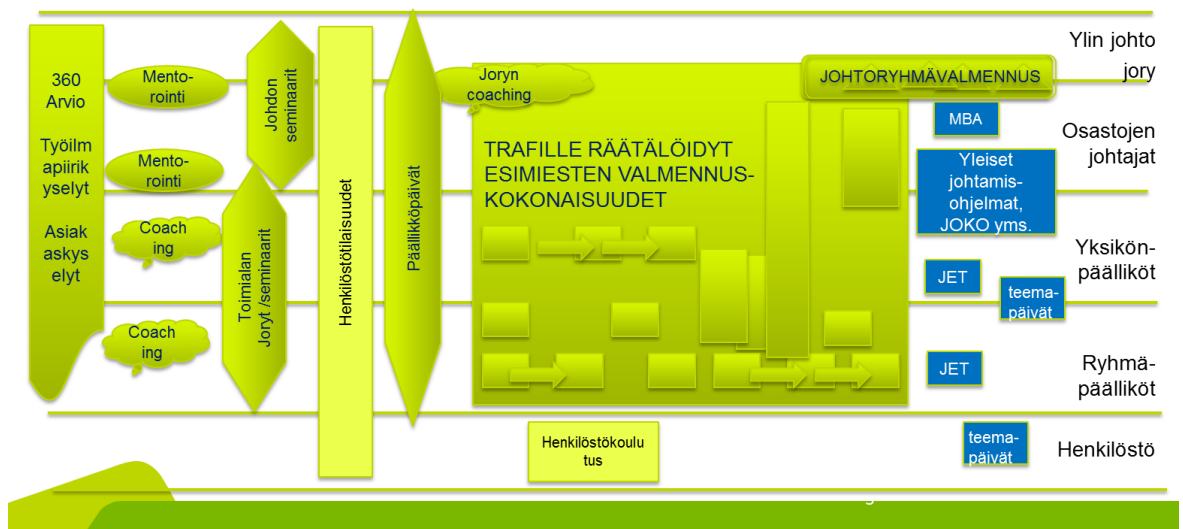 360
Arvio
Työilm
apiirik
yselyt
Asiak
askys
elyt
Mento-
rointi
Mento-
rointi
Coach
ing
Coach
ing
Johdon
seminaarit
Toimialan
Joryt /seminaarit
Henkilöstötilaisuudet
Päällikköpäivät
Joryn
coaching
TRAFILLE RÄÄTÄLÖIDYT
ESIMIESTEN VALMENNUS-
KOKONAISUUDET
JOHTORYHMÄVALMENNUS
MBA
Yleiset
johtamis-
ohjelmat,
JOKO yms.
JET
teema-
päivät
JET
Henkilöstökoulu
tus
teema-
päivät
Ylin johto
jory
Osastojen
johtajat
Yksikön-
päälliköt
Ryhmä-
päälliköt
Henkilöstö